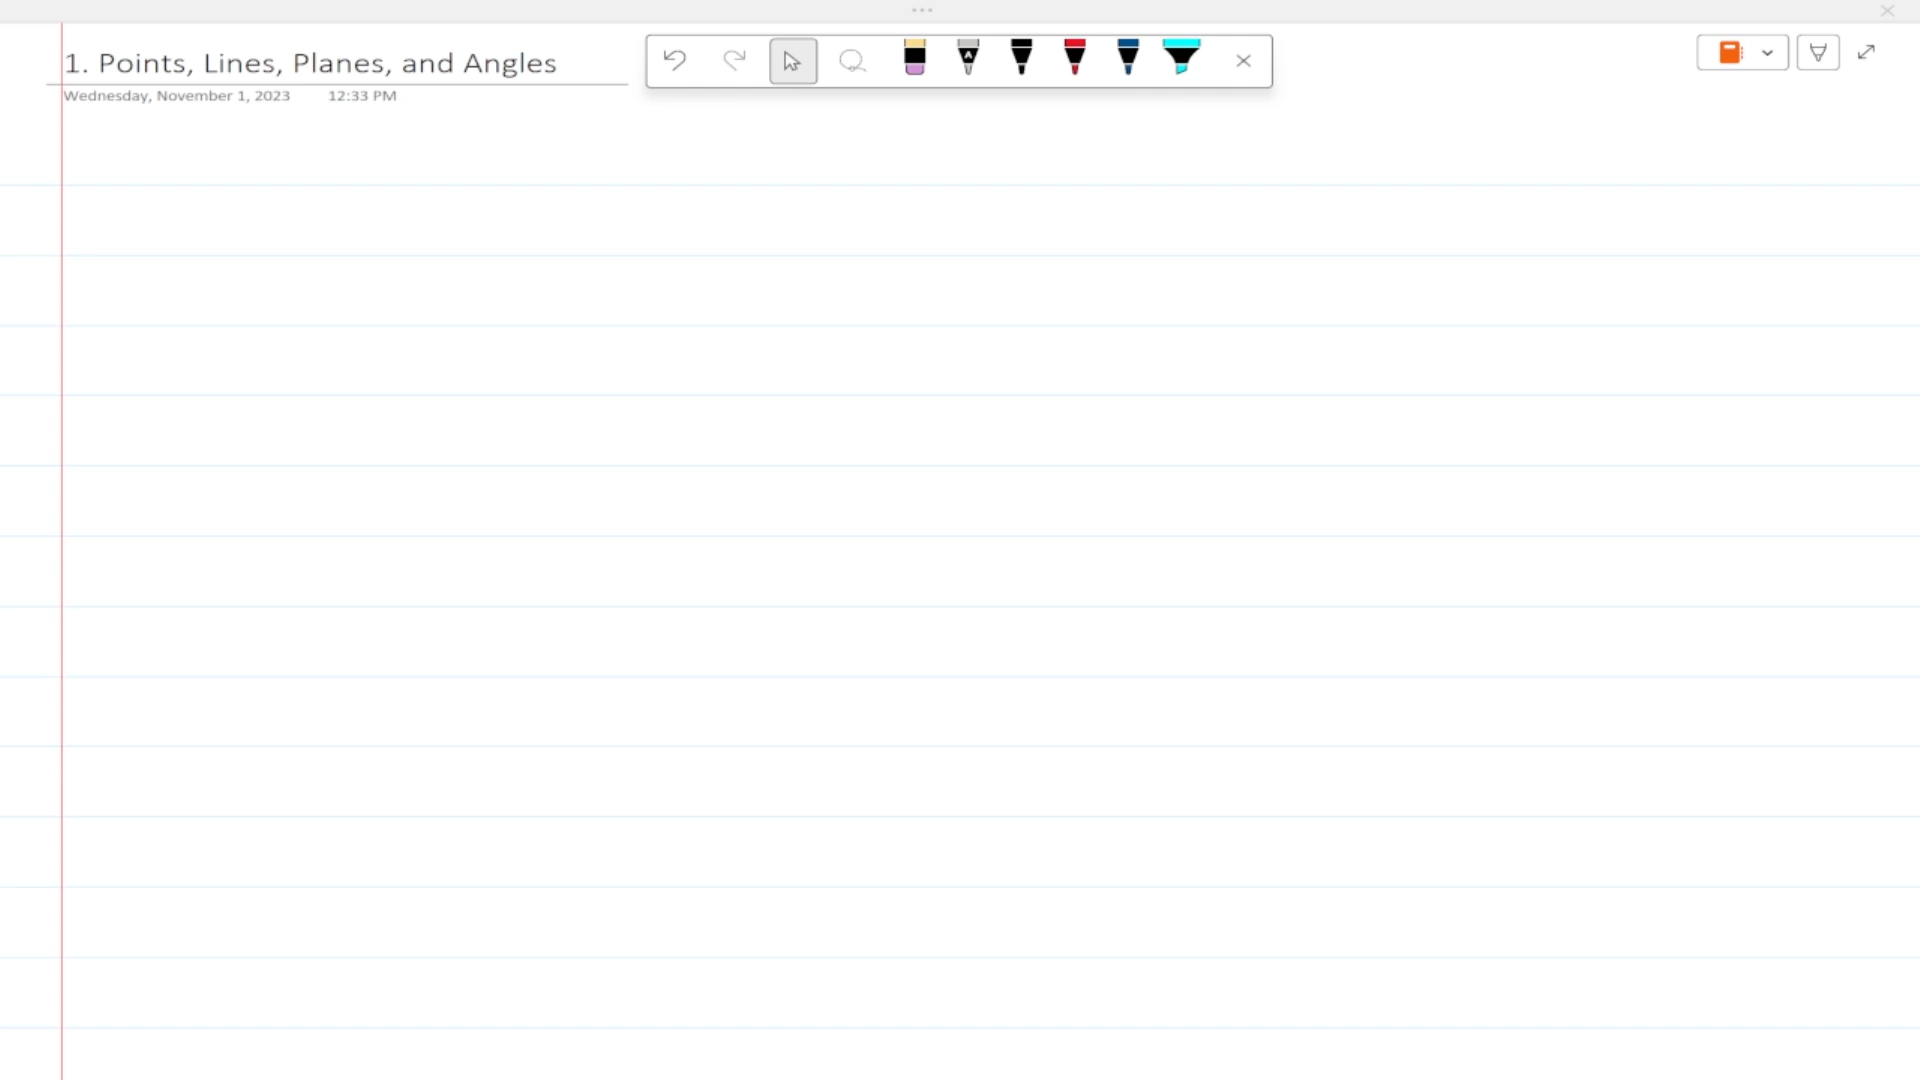 1. Points, Lines, Planes, and Angles
Wednesday, November 1, 2023 12:33 PM